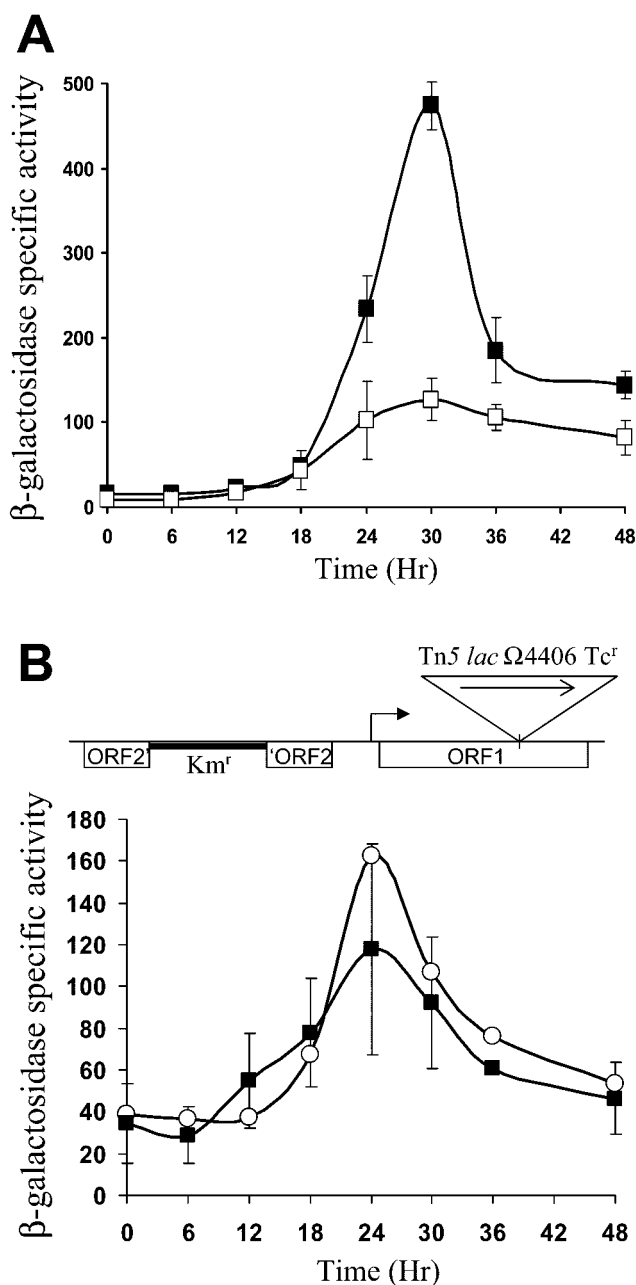 A
β-galactosidase specific activity
500
400
300
200
100
0
0 6 12 18 24 30 36 42 48
Time (Hr)
B
Tn5 lac Ω4406 Tcʳ
ORF2' Kmʳ 'ORF2 ORF1
β-galactosidase specific activity
180
160
140
120
100
80
60
40
20
0
0 6 12 18 24 30 36 42 48
Time (Hr)